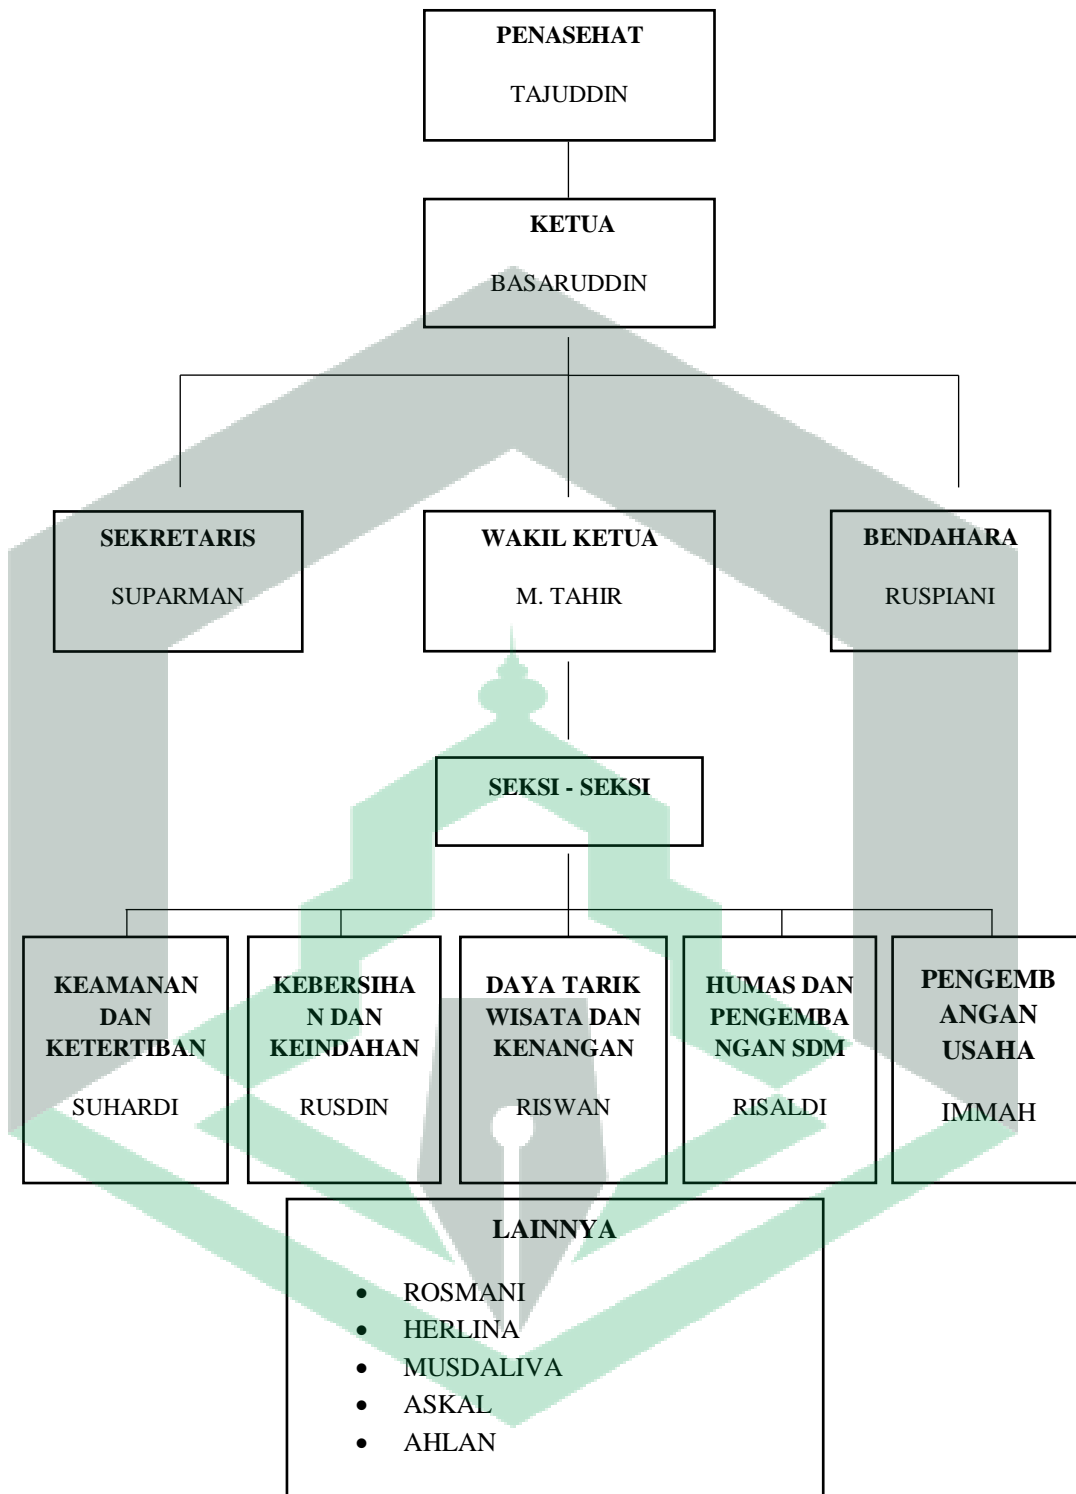 PENASEHAT
TAJUDDIN
KETUA
BASARUDDIN
SEKRETARIS
SUPARMAN
WAKIL KETUA
M. TAHIR
BENDAHARA
RUSPIANI
SEKSI - SEKSI
KEAMANAN
DAN
KETERTIBAN
SUHARDI
KEBERSIHA
N DAN
KEINDAHAN
RUSDIN
DAYA TARIK
WISATA DAN
KENANGAN
RISWAN
HUMAS DAN
PENGEMBA
NGAN SDM
RISALDI
PENGEMB
ANGAN
USAHA
IMMAH
LAINNYA
• ROSMANI
• HERLINA
• MUSDALIVA
• ASKAL
• AHLAN